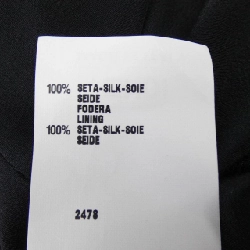 100% SETA-SILK-SOIE
SEIDE
FODERA
LINING
100% SETA-SILK-SOIE
SEIDE
2478